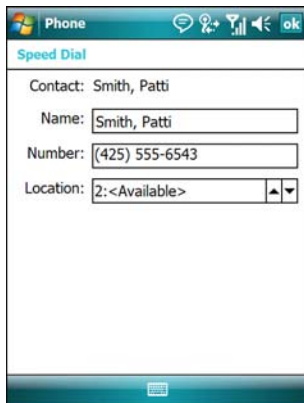 Phone ok
Speed Dial
Contact: Smith, Patti
Name: Smith, Patti
Number: (425) 555-6543
Location: 2:<Available>